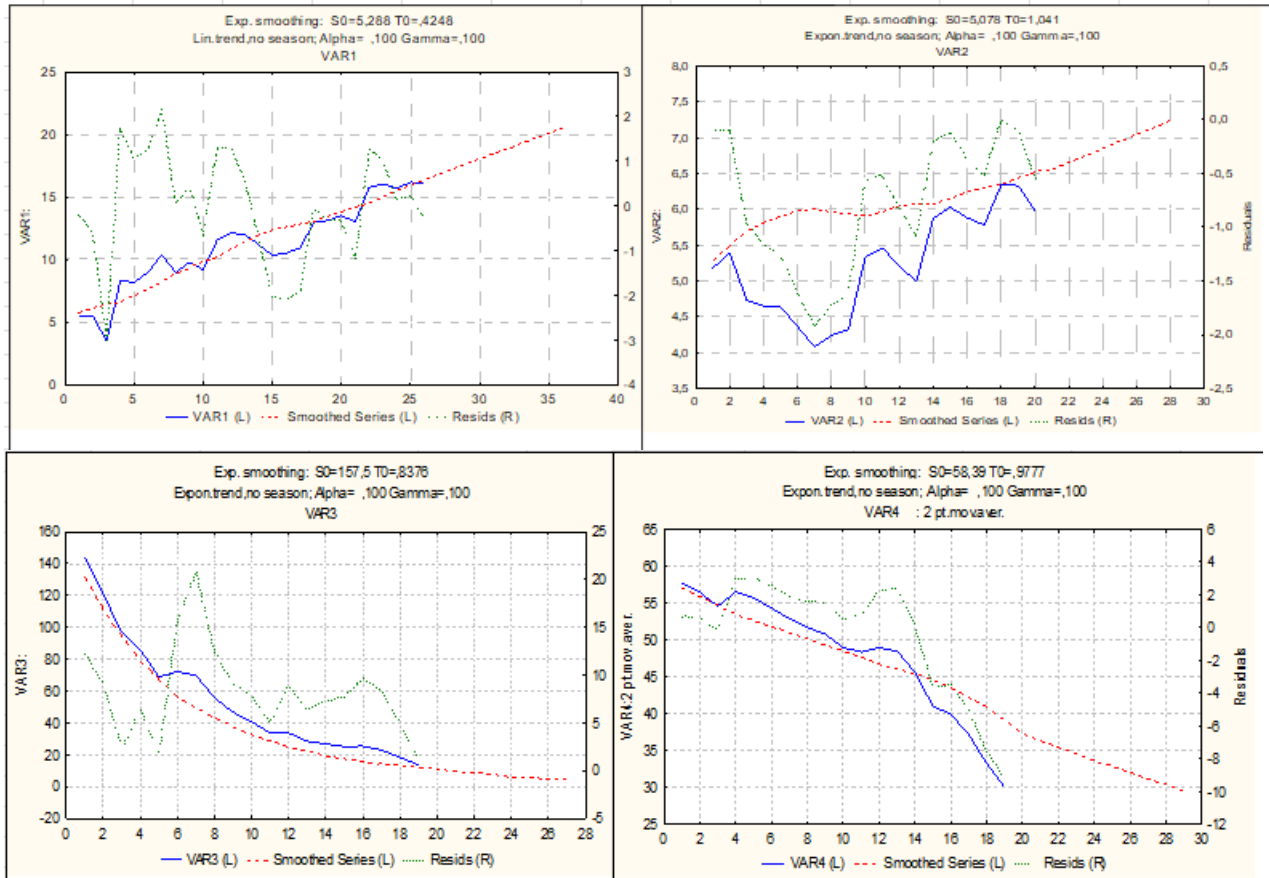 Exp. smoothing: S0=5,288 T0=,4248
Lin.trend,no season; Alpha= ,100 Gamma=,100
VAR1
25
20
15
10
5
0
VAR1:
3
2
1
0
-1
-2
-3
-4
0 5 10 15 20 25 30 35 40
VAR1 (L) Smoothed Series (L) Resids (R)
Exp. smoothing: S0=5,078 T0=1,041
Expon.trend,no season; Alpha= ,100 Gamma=,100
VAR2
8,0
7,5
7,0
6,5
6,0
5,5
5,0
4,5
4,0
3,5
VAR2:
0,5
0,0
-0,5
-1,0
-1,5
-2,0
-2,5
Residuals
0 2 4 6 8 10 12 14 16 18 20 22 24 26 28 30
VAR2 (L) Smoothed Series (L) Resids (R)
Exp. smoothing: S0=157,5 T0=,8376
Expon.trend,no season; Alpha= ,100 Gamma=,100
VAR3
160
140
120
100
80
60
40
20
0
-20
VAR3:
25
20
15
10
5
0
-5
0 2 4 6 8 10 12 14 16 18 20 22 24 26 28
VAR3 (L) Smoothed Series (L) Resids (R)
Exp. smoothing: S0=58,39 T0=,9777
Expon.trend,no season; Alpha= ,100 Gamma=,100
VAR4 : 2 pt.mov.aver.
65
60
55
50
45
40
35
30
25
VAR4:2 pt.mov.aver.
6
4
2
0
-2
-4
-6
-8
-10
-12
Residuals
0 2 4 6 8 10 12 14 16 18 20 22 24 26 28 30
VAR4 (L) Smoothed Series (L) Resids (R)